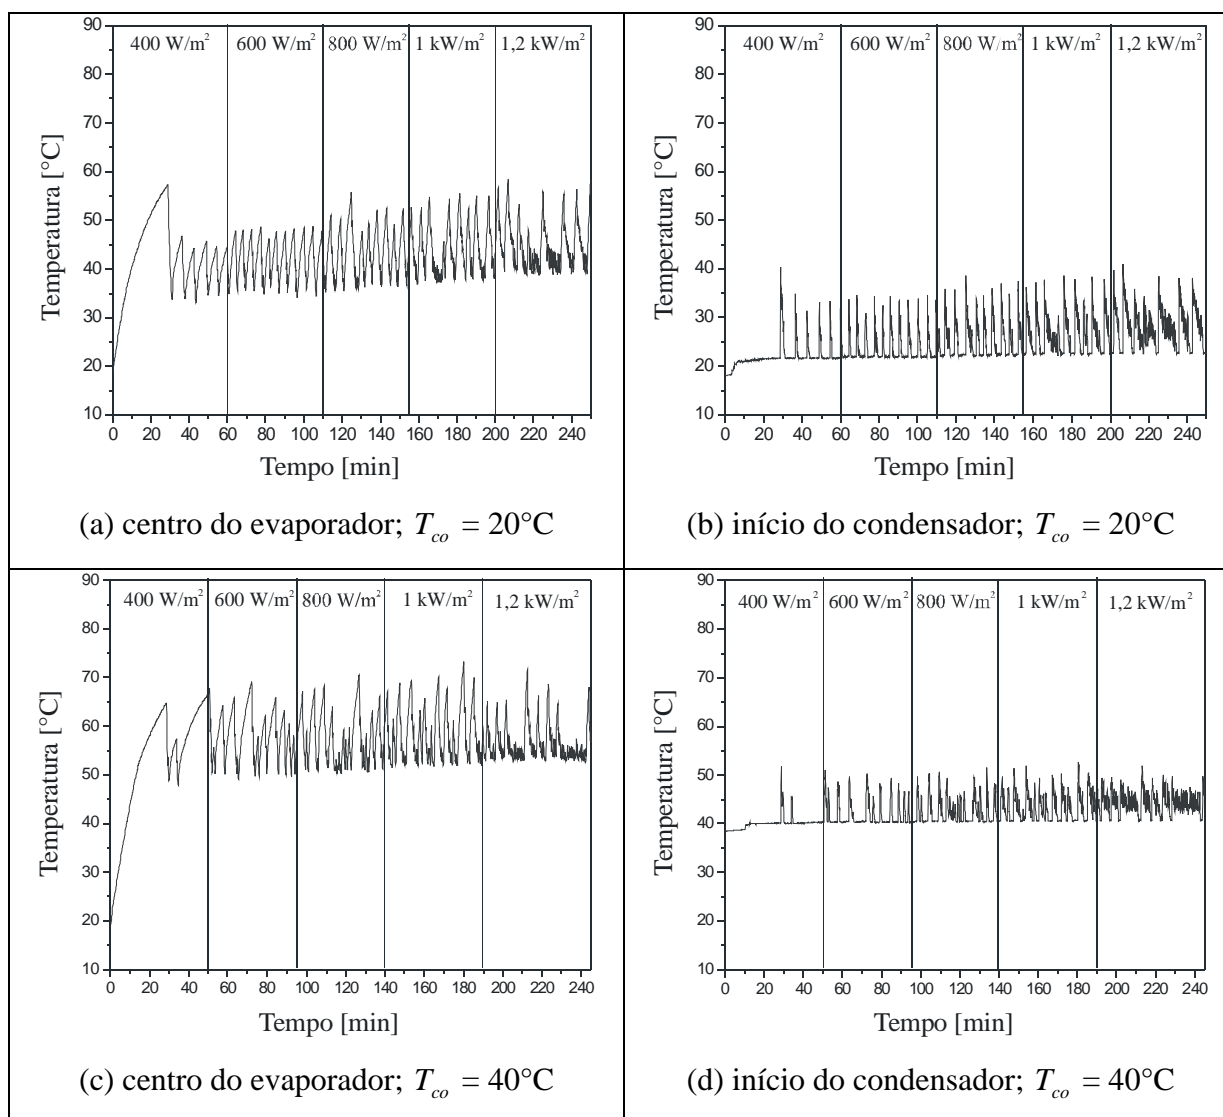 90
80
70
60
50
40
30
20
10
Temperatura [°C]
400 W/m² 600 W/m² 800 W/m² 1 kW/m² 1,2 kW/m²
0 20 40 60 80 100 120 140 160 180 200 220 240
Tempo [min]
(a) centro do evaporador; T_co = 20°C
90
80
70
60
50
40
30
20
10
Temperatura [°C]
400 W/m² 600 W/m² 800 W/m² 1 kW/m² 1,2 kW/m²
0 20 40 60 80 100 120 140 160 180 200 220 240
Tempo [min]
(b) início do condensador; T_co = 20°C
90
80
70
60
50
40
30
20
10
Temperatura [°C]
400 W/m² 600 W/m² 800 W/m² 1 kW/m² 1,2 kW/m²
0 20 40 60 80 100 120 140 160 180 200 220 240
Tempo [min]
(c) centro do evaporador; T_co = 40°C
90
80
70
60
50
40
30
20
10
Temperatura [°C]
400 W/m² 600 W/m² 800 W/m² 1 kW/m² 1,2 kW/m²
0 20 40 60 80 100 120 140 160 180 200 220 240
Tempo [min]
(d) início do condensador; T_co = 40°C